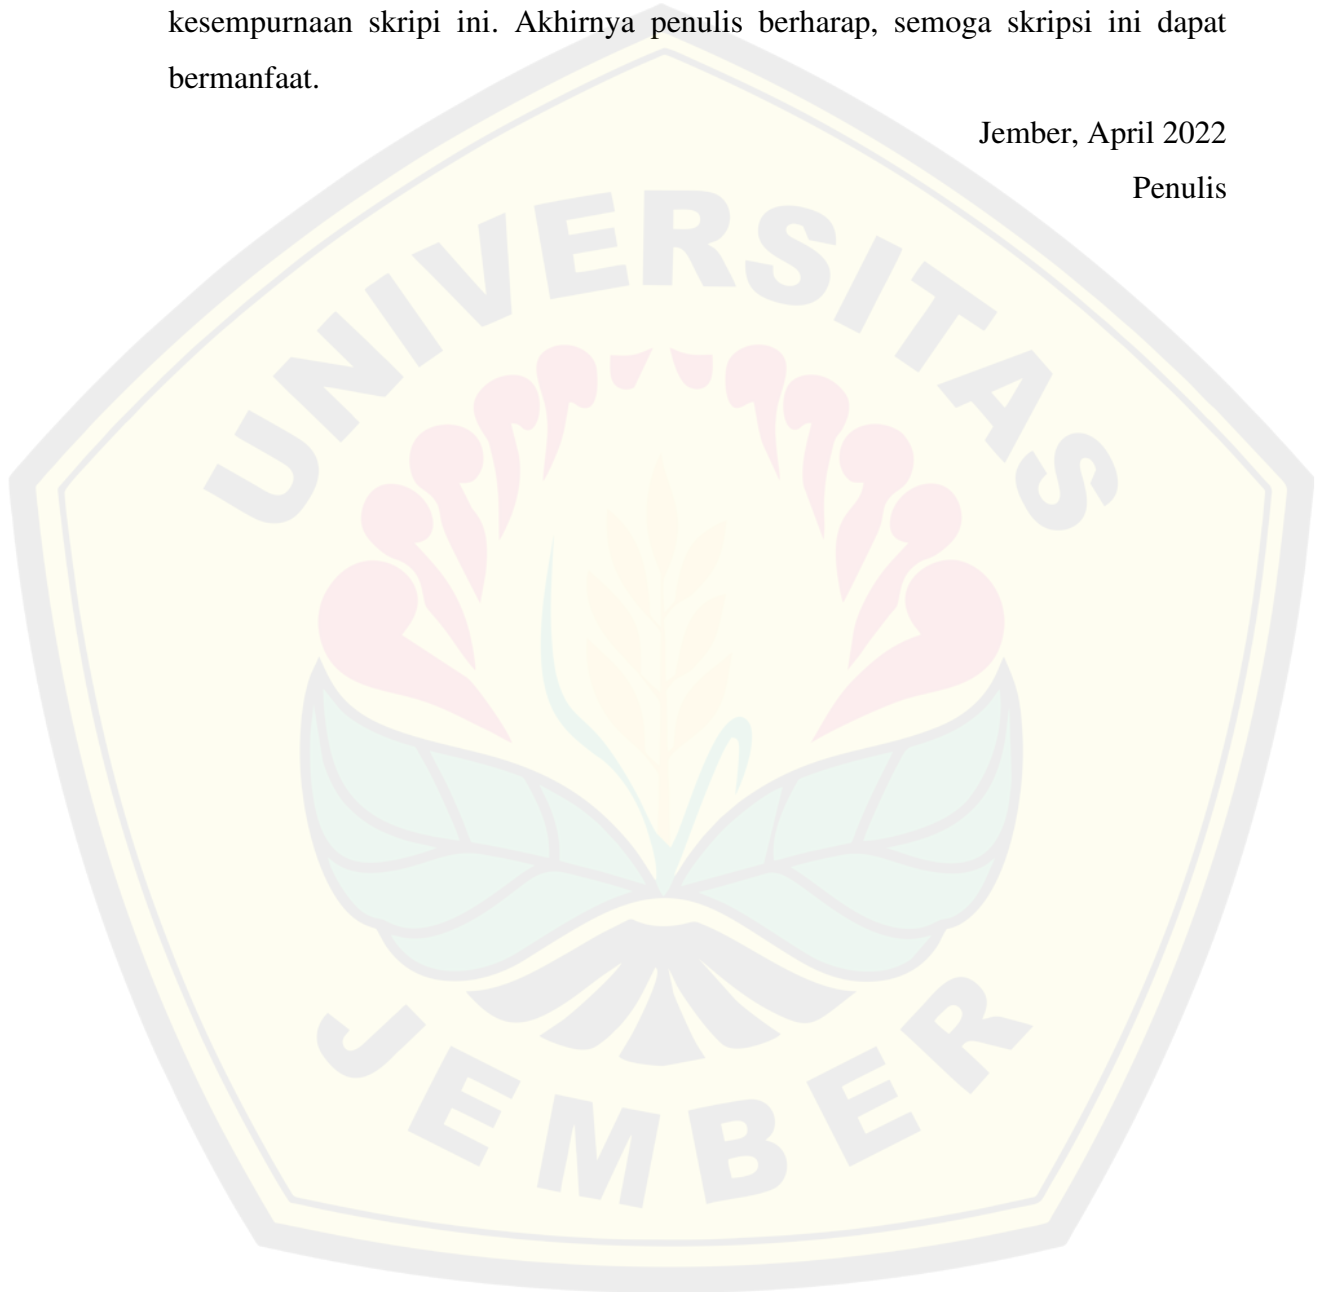 kesempurnaan skripi ini. Akhirnya penulis berharap, semoga skripsi ini dapat
bermanfaat.
Jember, April 2022
Penulis
UNIVERSITAS
JEMBER